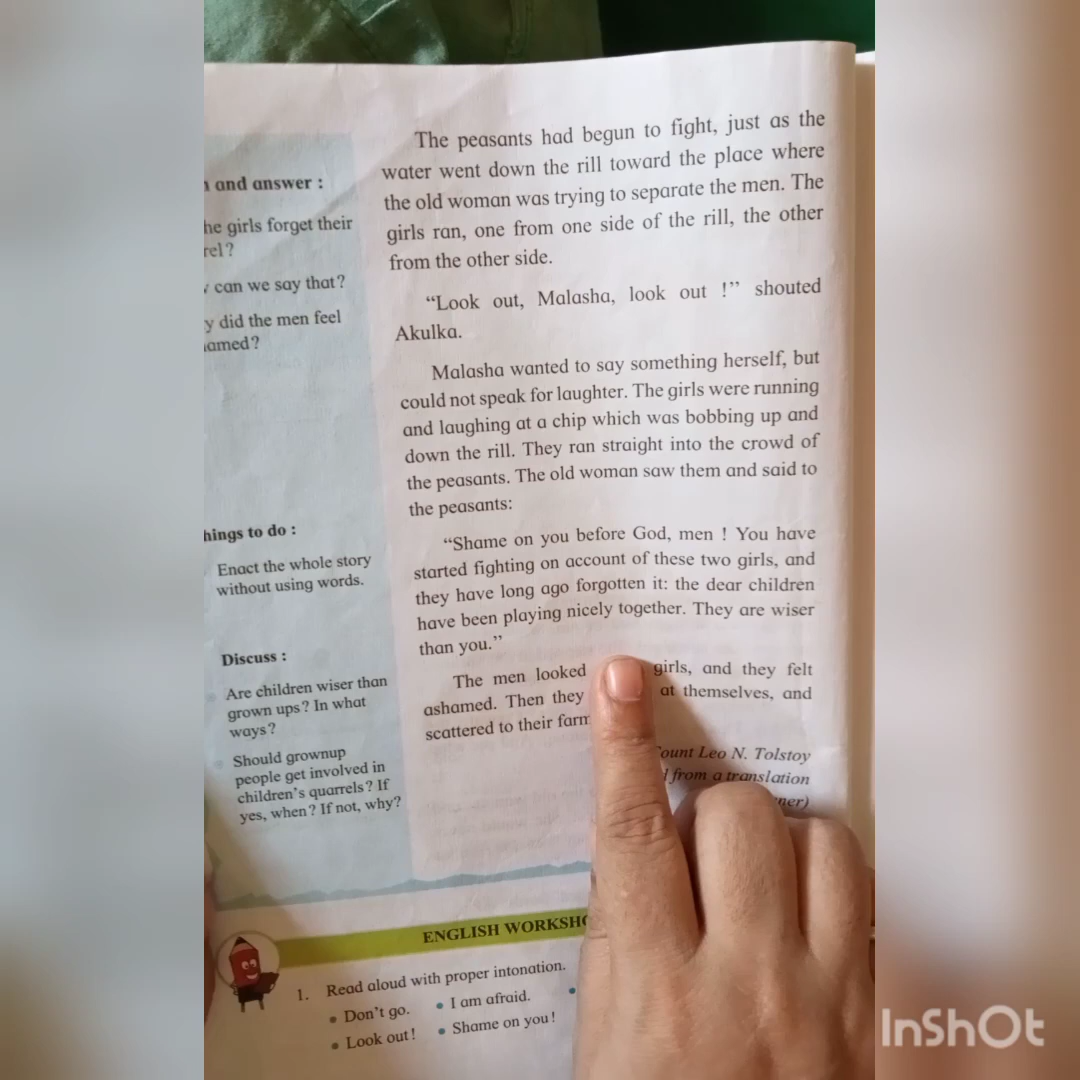 The peasants had begun to fight, just as the
water went down the rill toward the place where
the old woman was trying to separate the men. The
girls ran, one from one side of the rill, the other
from the other side.
"Look out, Malasha, look out !" shouted
Akulka.
Malasha wanted to say something herself, but
could not speak for laughter. The girls were running
and laughing at a chip which was bobbing up and
down the rill. They ran straight into the crowd of
the peasants. The old woman saw them and said to
the peasants:
"Shame on you before God, men ! You have
started fighting on account of these two girls, and
they have long ago forgotten it: the dear children
have been playing nicely together. They are wiser
than you."
The men looked girls, and they felt
ashamed. Then they at themselves, and
scattered to their
Leo N. Tolstoy
from a translation
and answer :
girls forget their
can we say that?
did the men feel
to do :
Enact the whole story
without using words.
Discuss :
Are children wiser than
grown ups? In what
ways?
Should grownup
people get involved in
children's quarrels? If
yes, when? If not, why?
ENGLISH
1. Read aloud with proper intonation.
• Don't go. • I am afraid. •
• Look out! • Shame on you!
InShOt